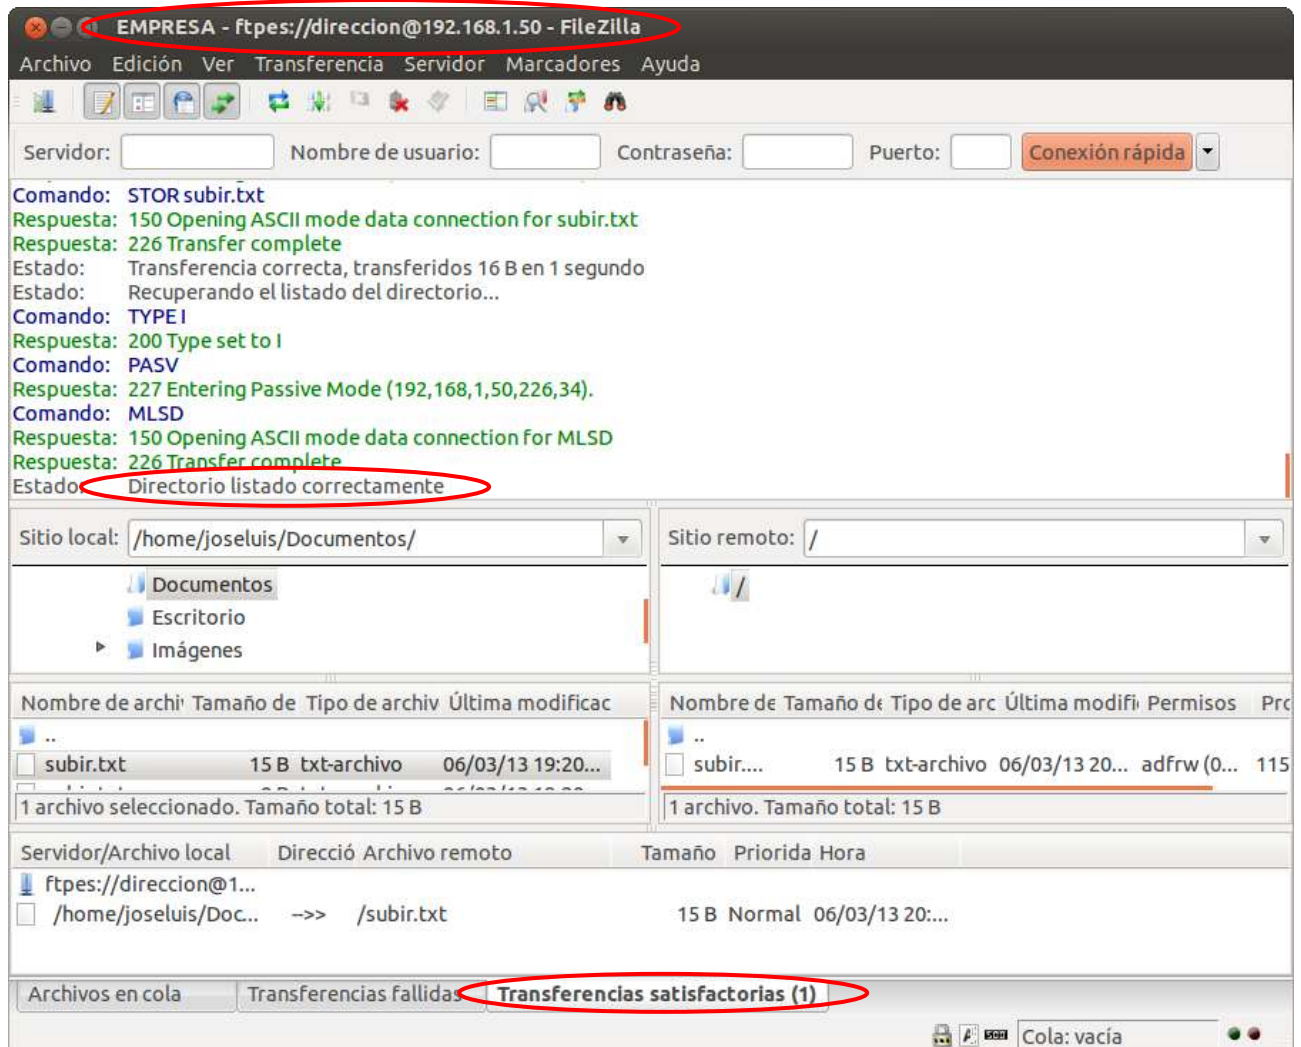 EMPRESA - ftpes://direccion@192.168.1.50 - FileZilla
Archivo Edición Ver Transferencia Servidor Marcadores Ayuda
Servidor: Nombre de usuario: Contraseña: Puerto: Conexión rápida
Comando: STOR subir.txt
Respuesta: 150 Opening ASCII mode data connection for subir.txt
Respuesta: 226 Transfer complete
Estado: Transferencia correcta, transferidos 16 B en 1 segundo
Estado: Recuperando el listado del directorio...
Comando: TYPE I
Respuesta: 200 Type set to I
Comando: PASV
Respuesta: 227 Entering Passive Mode (192,168,1,50,226,34).
Comando: MLSD
Respuesta: 150 Opening ASCII mode data connection for MLSD
Respuesta: 226 Transfer complete
Estado: Directorio listado correctamente
Sitio local: /home/joseluis/Documentos/ Sitio remoto: /
Documentos /
Escritorio
Imágenes
Nombre de archi Tamaño de Tipo de archiv Última modificac Nombre de Tamaño de Tipo de arc Última modifi Permisos Pro
.. ..
subir.txt 15 B txt-archivo 06/03/13 19:20... subir.... 15 B txt-archivo 06/03/13 20... adfrw (0... 115
1 archivo seleccionado. Tamaño total: 15 B 1 archivo. Tamaño total: 15 B
Servidor/Archivo local Direcció Archivo remoto Tamaño Priorida Hora
ftpes://direccion@1...
/home/joseluis/Doc... -->> /subir.txt 15 B Normal 06/03/13 20:...
Archivos en cola Transferencias fallidas Transferencias satisfactorias (1)
Cola: vacía